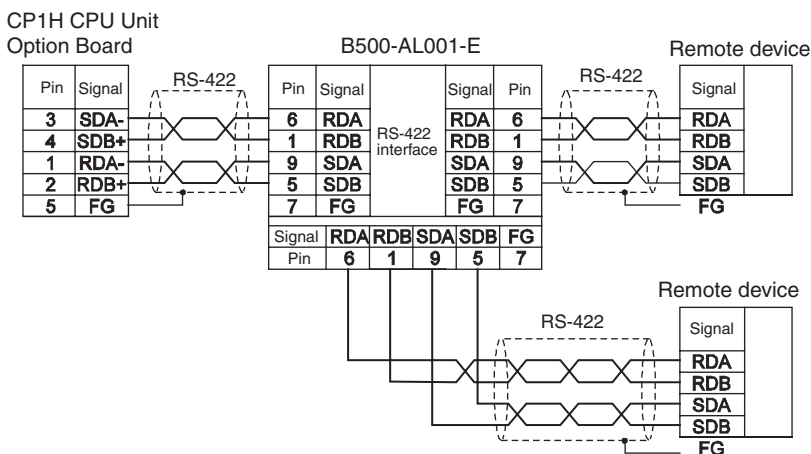 CP1H CPU Unit
Option Board
B500-AL001-E
Remote device
Pin Signal
RS-422
Pin Signal
Signal Pin
RS-422
Signal
3 SDA-
6 RDA
RDA 6
RDA
4 SDB+
1 RDB
RS-422
interface
RDB 1
RDB
1 RDA-
9 SDA
SDA 9
SDA
2 RDB+
5 SDB
SDB 5
SDB
5 FG
7 FG
FG 7
FG
Signal RDA RDB SDA SDB FG
Pin 6 1 9 5 7
Remote device
RS-422
Signal
RDA
RDB
SDA
SDB
FG